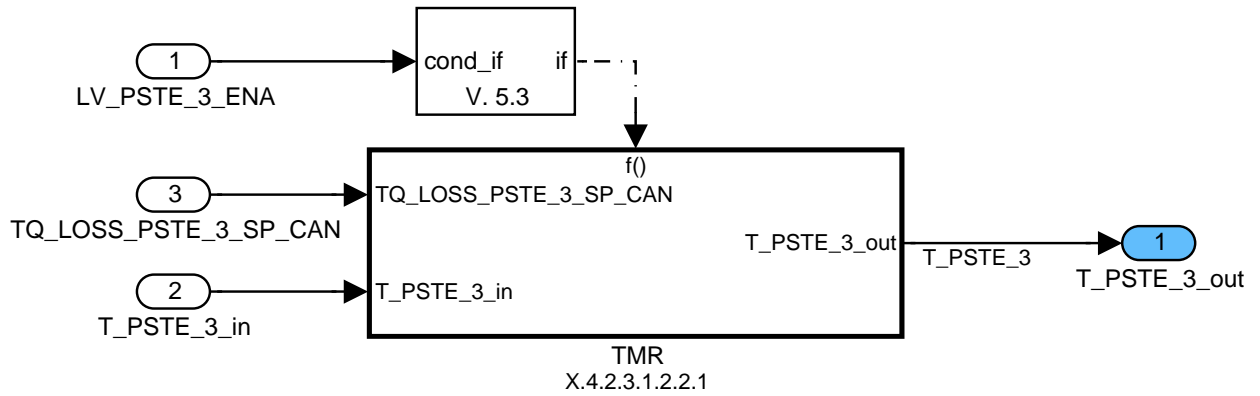 1
LV_PSTE_3_ENA
cond_if
if
V. 5.3
f()
3
TQ_LOSS_PSTE_3_SP_CAN
TQ_LOSS_PSTE_3_SP_CAN
T_PSTE_3_out
T_PSTE_3
1
T_PSTE_3_out
2
T_PSTE_3_in
T_PSTE_3_in
TMR
X.4.2.3.1.2.2.1